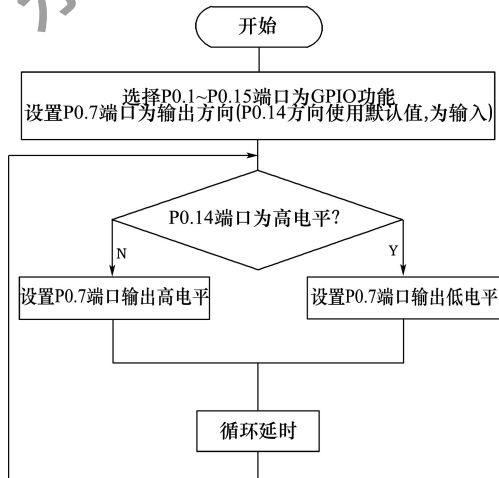 开始
选择P0.1~P0.15端口为GPIO功能
设置P0.7端口为输出方向(P0.14方向使用默认值,为输入)
P0.14端口为高电平?
N
Y
设置P0.7端口输出高电平
设置P0.7端口输出低电平
循环延时